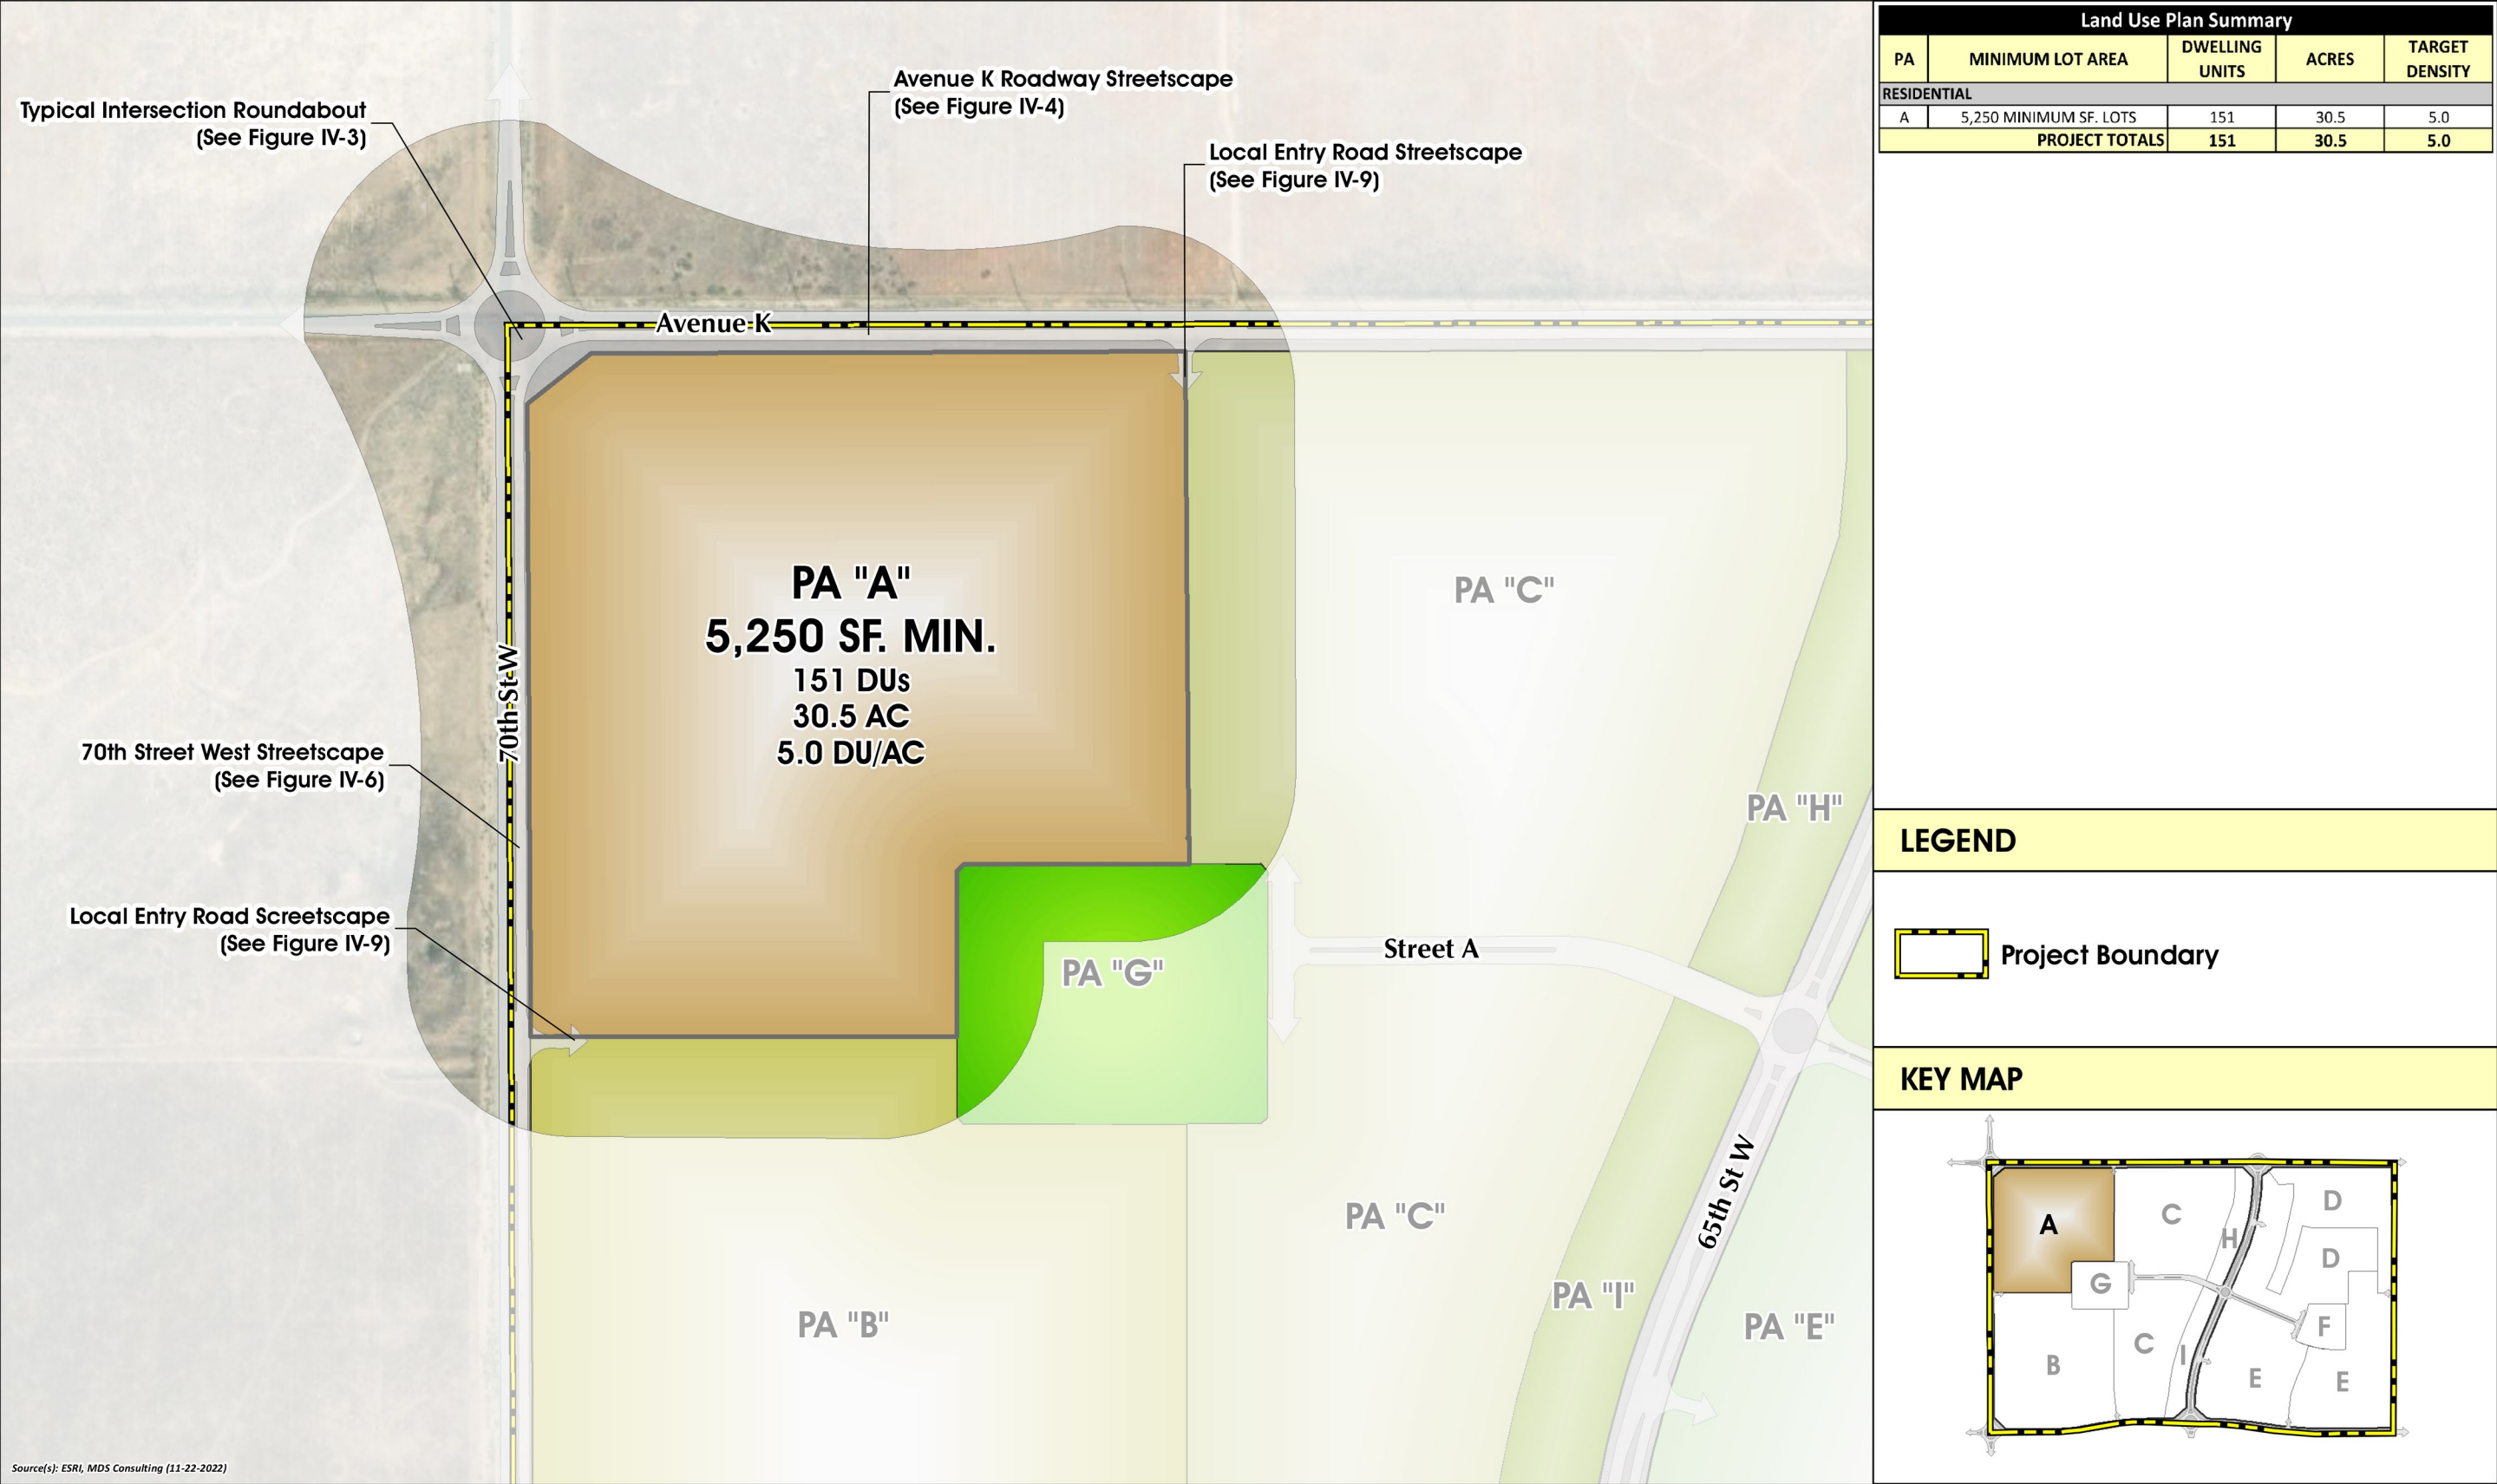 Typical Intersection Roundabout
(See Figure IV-3)
Avenue K Roadway Streetscape
(See Figure IV-4)
Local Entry Road Streetscape
(See Figure IV-9)
Avenue K
70th St W
PA "A"
5,250 SF. MIN.
151 DUs
30.5 AC
5.0 DU/AC
PA "C"
PA "H"
70th Street West Streetscape
(See Figure IV-6)
Local Entry Road Screetscape
(See Figure IV-9)
PA "G"
Street A
65th St W
PA "C"
PA "I"
PA "B"
PA "E"
Source(s): ESRI, MDS Consulting (11-22-2022)
Land Use Plan Summary
PA MINIMUM LOT AREA DWELLING UNITS ACRES TARGET DENSITY
RESIDENTIAL
A 5,250 MINIMUM SF. LOTS 151 30.5 5.0
PROJECT TOTALS 151 30.5 5.0
LEGEND
Project Boundary
KEY MAP
A
C
H
D
D
G
F
B
C
I
E
E